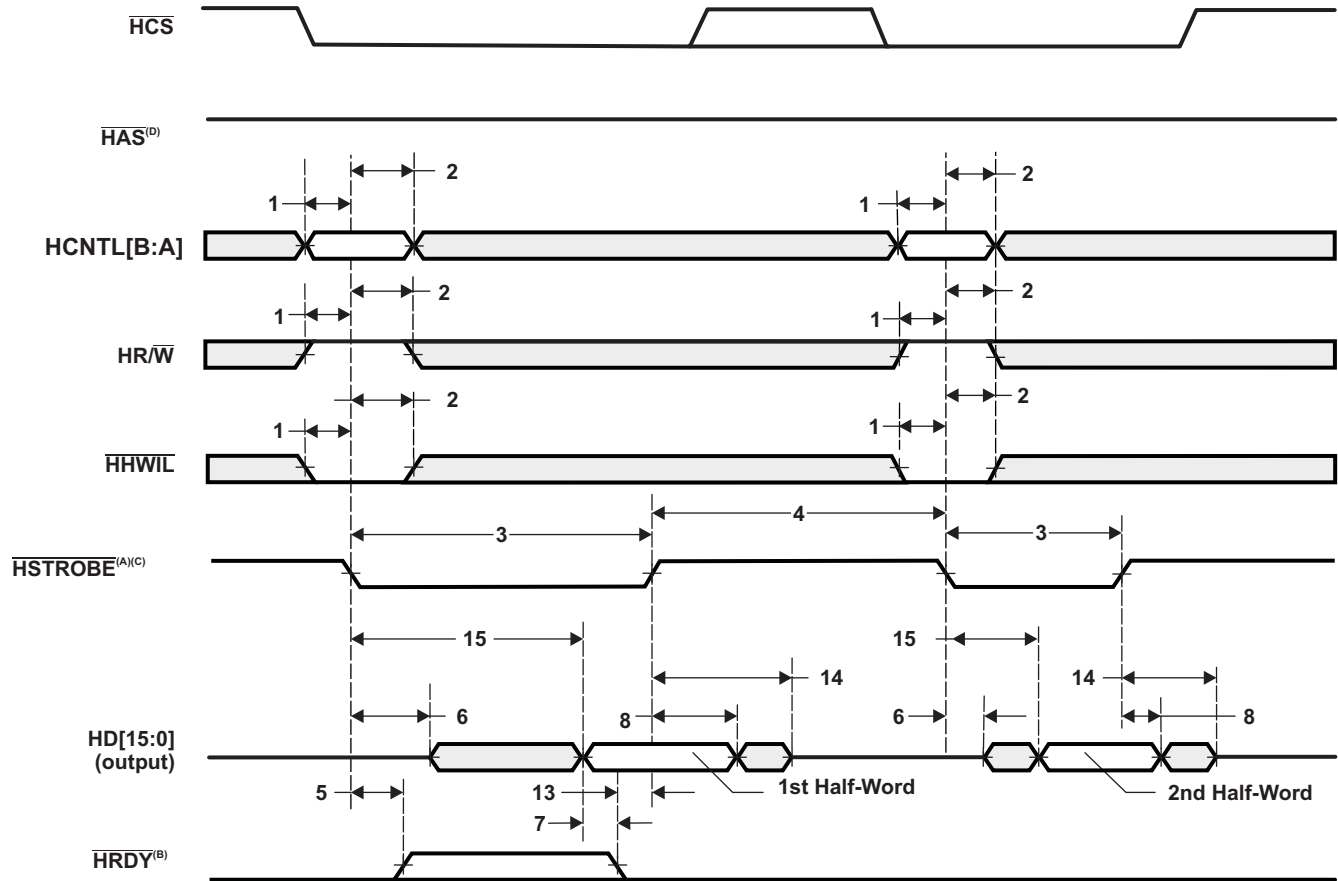 HCS
HAS(D)
2
2
1
1
HCNTL[B:A]
2
2
1
1
HR/W
2
2
1
1
HHWIL
4
3
3
HSTROBE(A)(C)
15
15
14
14
6
8
6
8
HD[15:0]
(output)
1st Half-Word
2nd Half-Word
5
13
7
HRDY(B)